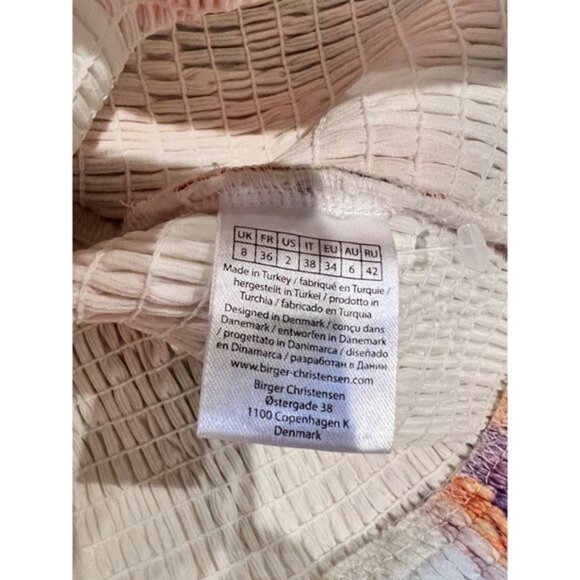 UK FR US IT EU AU RU
8 36 2 38 34 6 42
Made in Turkey / fabriqué en Turquie /
hergestellt in Turkei / prodotto in
Turchia / fabricado en Turquia
Designed in Denmark / conçu dans
Danemark / entworfen in Dänemark
/ progettato in Danimarca / diseñado
en Dinamarca / разработан в Дании
www.birger-christensen.com
Birger Christensen
Østergade 38
1100 Copenhagen K
Denmark